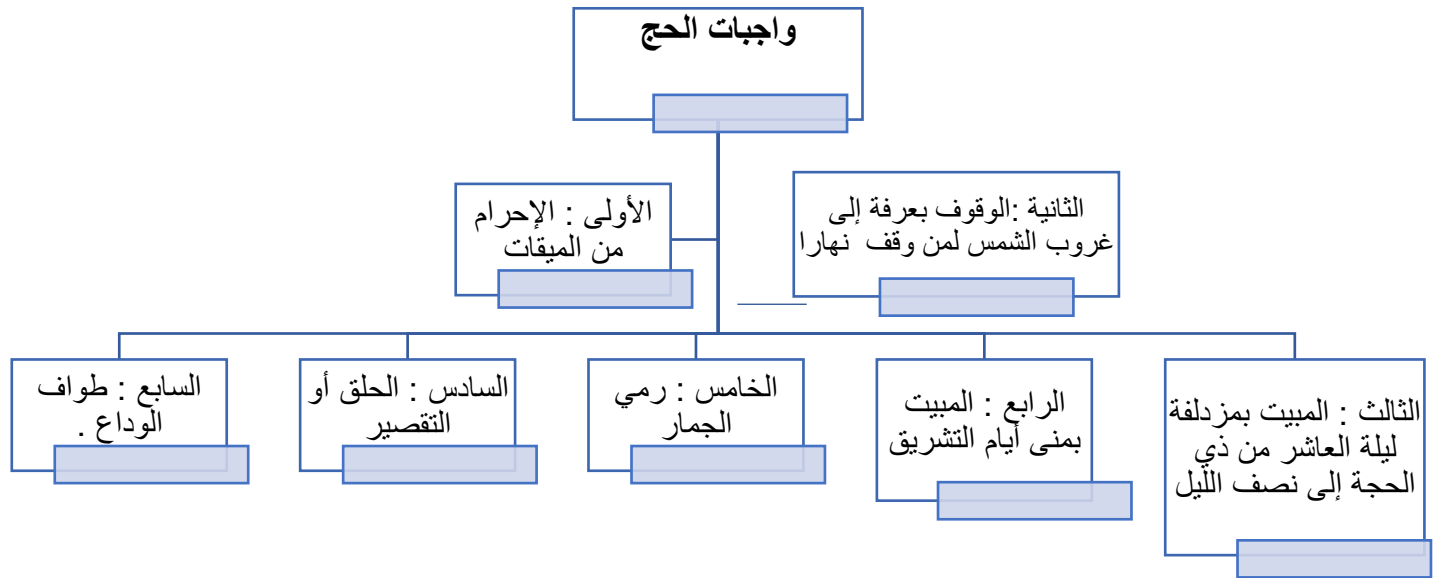 واجبات الحج
الأولى : الإحرام
من الميقات
الثانية :الوقوف بعرفة إلى
غروب الشمس لمن وقف نهارا
الثالث : المبيت بمزدلفة
ليلة العاشر من ذي
الحجة إلى نصف الليل
الرابع : المبيت
بمنى أيام التشريق
الخامس : رمي
الجمار
السادس : الحلق أو
التقصير
السابع : طواف
الوداع .